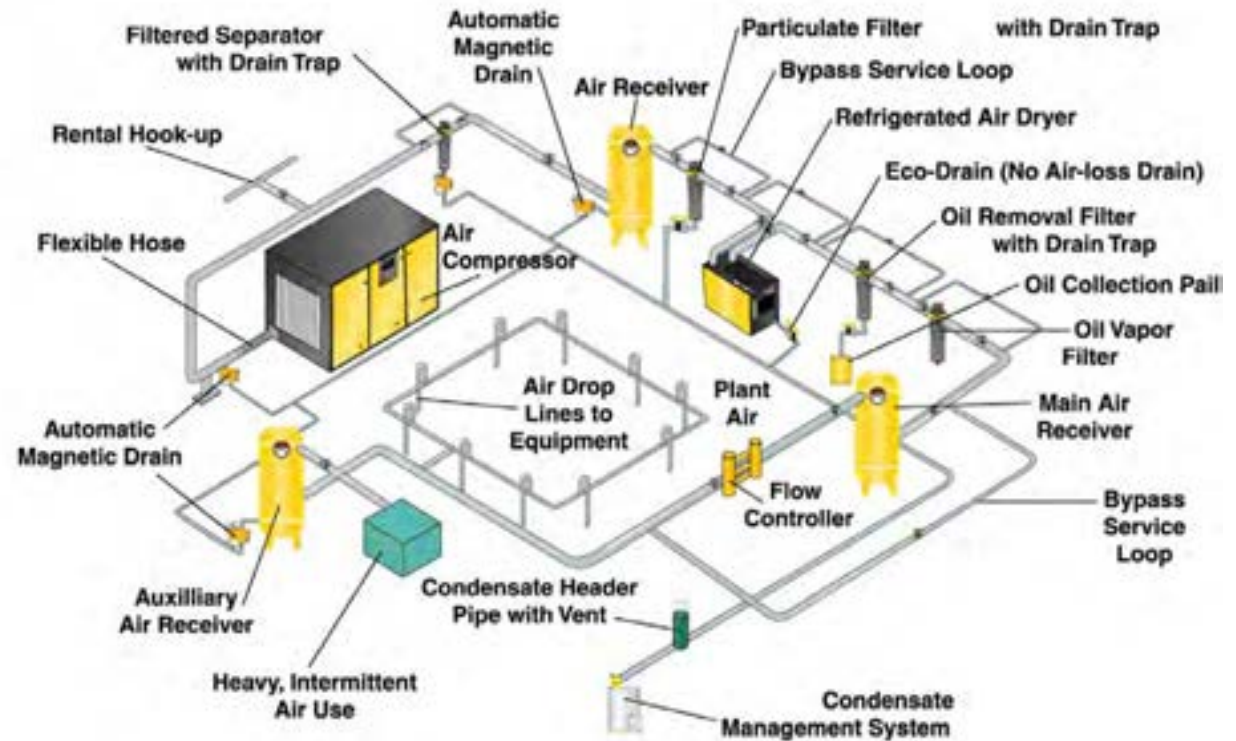 Filtered Separator
with Drain Trap
Automatic
Magnetic
Drain
Particulate Filter
with Drain Trap
Air Receiver
Bypass Service Loop
Rental Hook-up
Refrigerated Air Dryer
Eco-Drain (No Air-loss Drain)
Flexible Hose
Air
Compressor
Oil Removal Filter
with Drain Trap
Oil Collection Paill
Oil Vapor
Filter
Air Drop
Lines to
Equipment
Plant
Air
Main Air
Receiver
Automatic
Magnetic Drain
Flow
Controller
Bypass
Service
Loop
Auxilliary
Air Receiver
Condensate Header
Pipe with Vent
Heavy, Intermittent
Air Use
Condensate
Management System